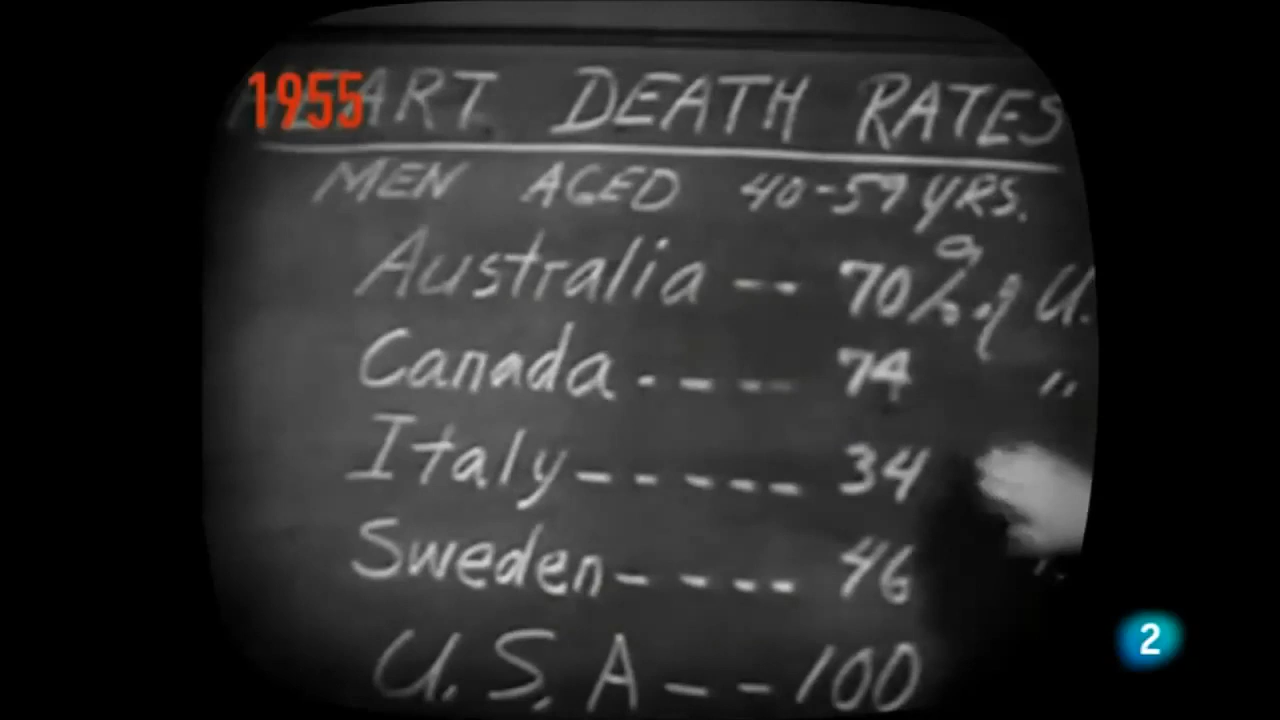 1955
ART DEATH RATES
MEN AGED 40-59 YRS.
Australia -- 70% of U.
Canada ---- 74 "
Italy ----- 34
Sweden ---- 46
U.S.A -- - 100
2